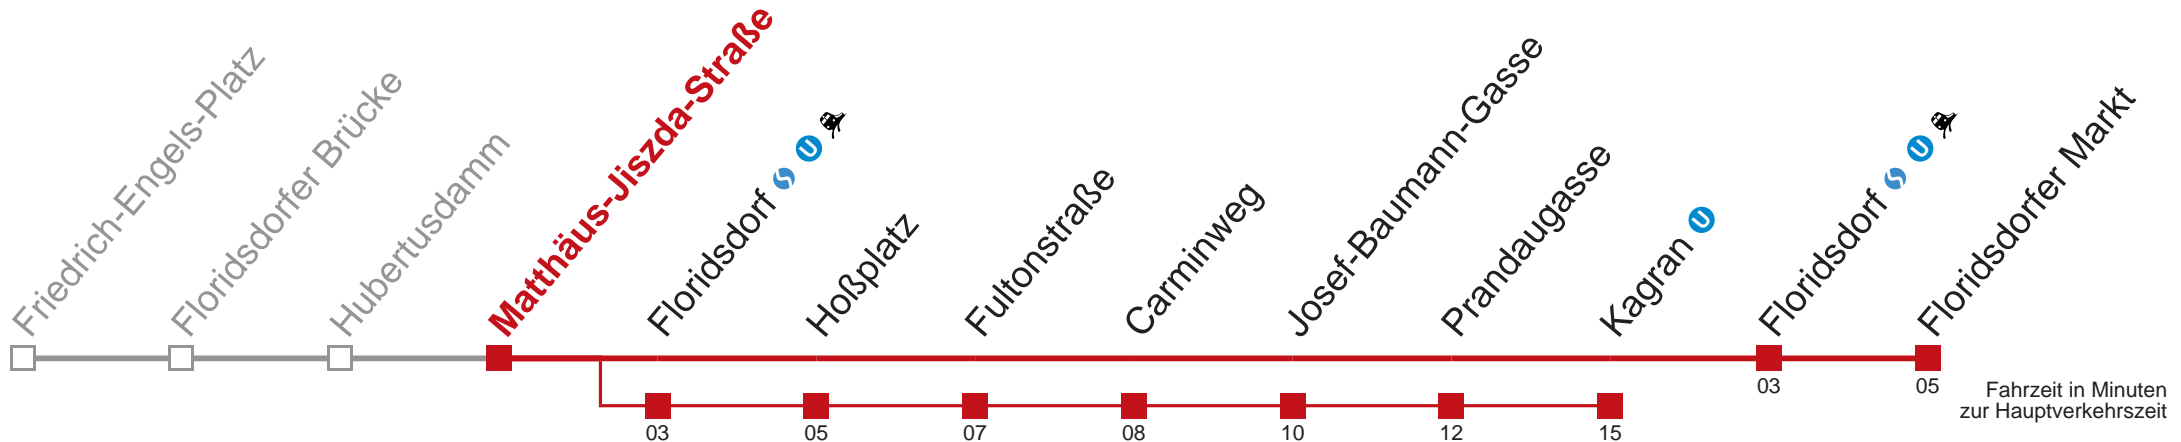 Friedrich-Engels-Platz
Floridsdorfer Brücke
Hubertusdamm
Matthäus-Jiszda-Straße
Floridsdorf S U
Hoßplatz
Fultonstraße
Carminweg
Josef-Baumann-Gasse
Prandaugasse
Kagran U
Floridsdorf S U
Floridsdorfer Markt
03 05
Fahrzeit in Minuten
zur Hauptverkehrszeit
03 05 07 08 10 12 15